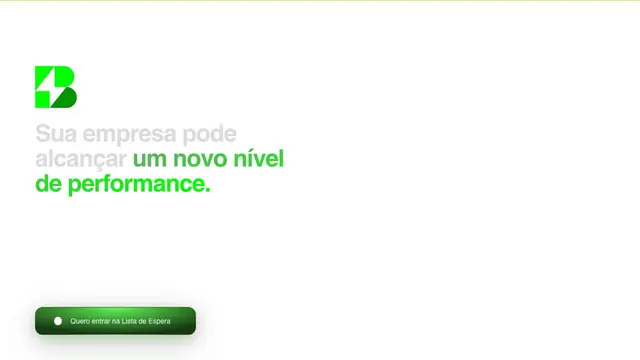 Sua empresa pode
alcançar um novo nível
de performance.
Quero entrar na Lista de Espera